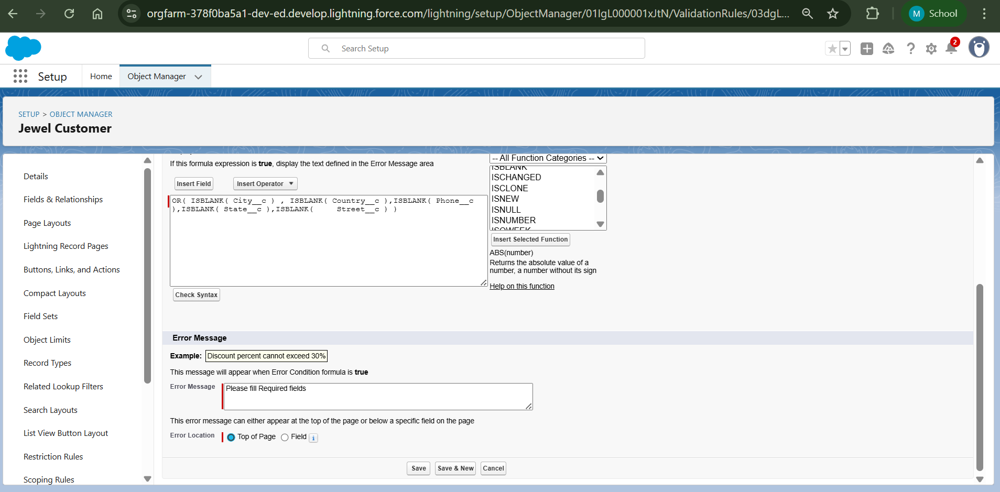 orgfarm-378f0ba5a1-dev-ed.develop.lightning.force.com/lightning/setup/ObjectManager/01IgL000001xJtN/ValidationRules/03dgL...
M School
Search Setup
2
Setup Home Object Manager
SETUP > OBJECT MANAGER
Jewel Customer
Details
Fields & Relationships
Page Layouts
Lightning Record Pages
Buttons, Links, and Actions
Compact Layouts
Field Sets
Object Limits
Record Types
Related Lookup Filters
Search Layouts
List View Button Layout
Restriction Rules
Scoping Rules
If this formula expression is true, display the text defined in the Error Message area
Insert Field Insert Operator
OR( ISBLANK( City__c ) , ISBLANK( Country__c ),ISBLANK( Phone__c
),ISBLANK( State__c ),ISBLANK(     Street__c ) )
Check Syntax
-- All Function Categories --
ISBLANK
ISCHANGED
ISCLONE
ISNEW
ISNULL
ISNUMBER
ISOWEEK
Insert Selected Function
ABS(number)
Returns the absolute value of a
number, a number without its sign
Help on this function
Error Message
Example: Discount percent cannot exceed 30%
This message will appear when Error Condition formula is true
Error Message Please fill Required fields
This error message can either appear at the top of the page or below a specific field on the page
Error Location Top of Page Field i
Save Save & New Cancel